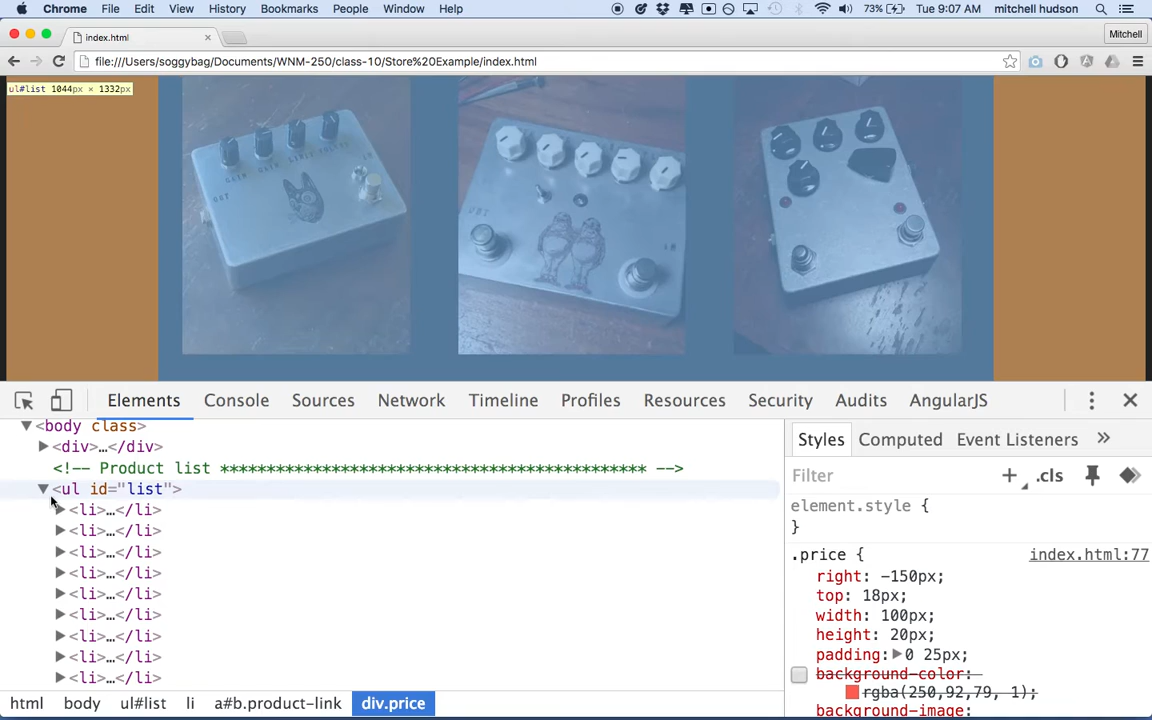 Chrome File Edit View History Bookmarks People Window Help 73% Tue 9:07 AM mitchell hudson
index.html Mitchell
file:///Users/soggybag/Documents/WNM-250/class-10/Store%20Example/index.html
ul#list 1044px × 1332px
OUT
IN
OUT
IN
Elements Console Sources Network Timeline Profiles Resources Security Audits AngularJS
<body class>
<div>…</div>
<!-- Product list ******************************************** -->
<ul id="list">
<li>…</li>
<li>…</li>
<li>…</li>
<li>…</li>
<li>…</li>
<li>…</li>
<li>…</li>
<li>…</li>
<li>…</li>
html body ul#list li a#b.product-link div.price
Styles Computed Event Listeners »
Filter + .cls
element.style {
}
.price { index.html:77
right: -150px;
top: 18px;
width: 100px;
height: 20px;
padding: 0 25px;
background-color:
rgba(250,92,79, 1);
background-image: